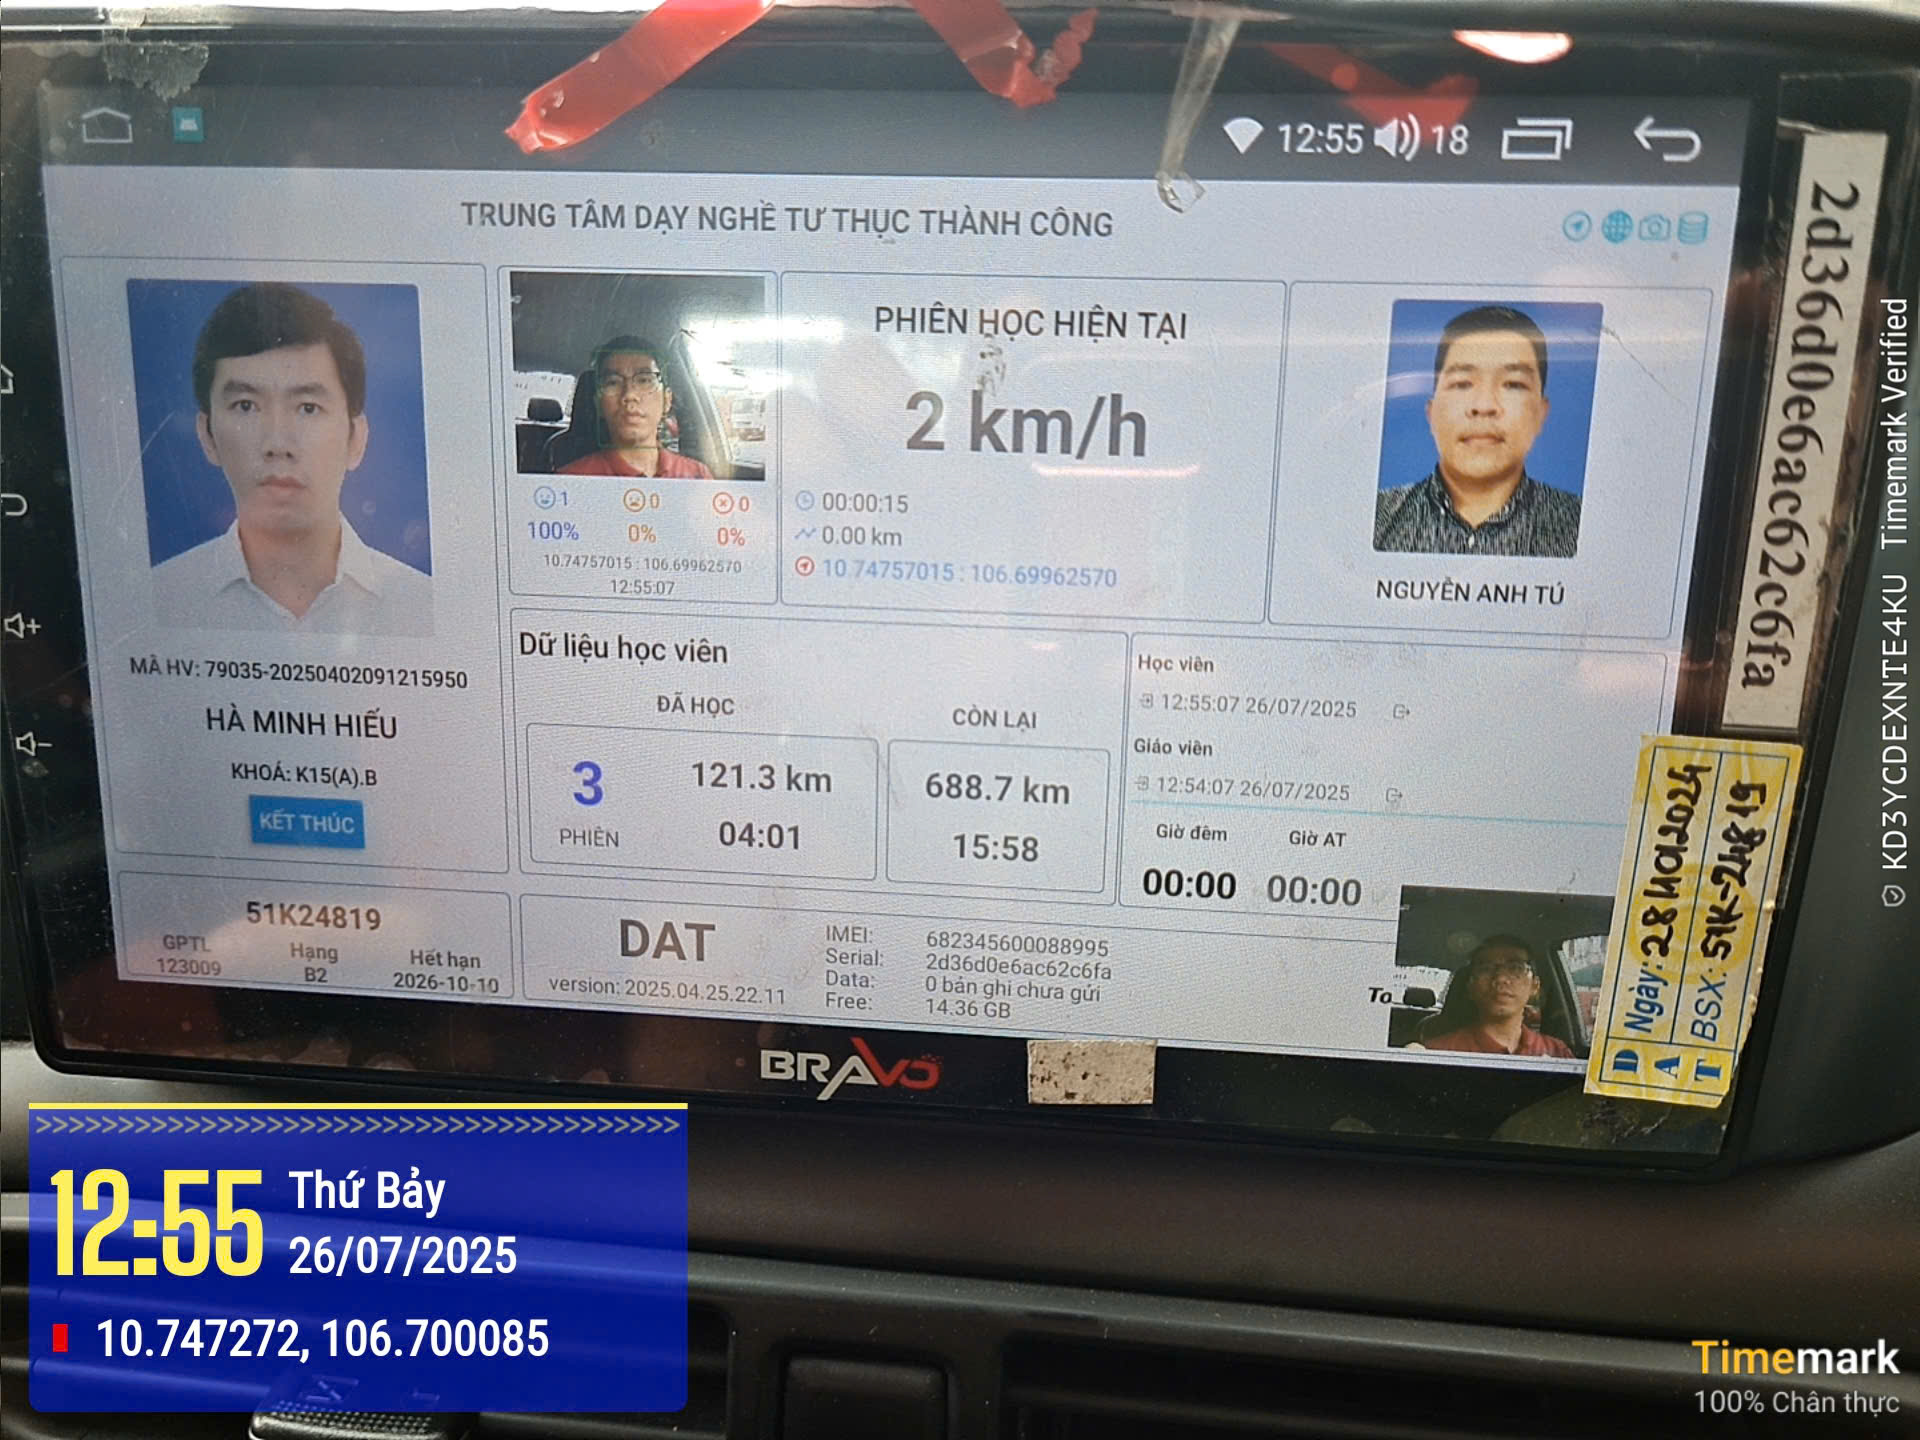 12:55 18
TRUNG TÂM DẠY NGHỀ TƯ THỤC THÀNH CÔNG
MÃ HV: 79035-20250402091215950
HÀ MINH HIẾU
KHOÁ: K15(A).B
KẾT THÚC
1 0 0
100% 0% 0%
10.74757015 : 106.69962570
12:55:07
PHIÊN HỌC HIỆN TẠI
2 km/h
00:00:15
0.00 km
10.74757015 : 106.69962570
NGUYỄN ANH TÚ
Dữ liệu học viên
ĐÃ HỌC
CÒN LẠI
3
PHIÊN
121.3 km
04:01
688.7 km
15:58
Học viên
12:55:07 26/07/2025
Giáo viên
12:54:07 26/07/2025
Giờ đêm Giờ AT
00:00 00:00
51K24819
GPTL Hạng Hết hạn
123009 B2 2026-10-10
DAT
version: 2025.04.25.22.11
IMEI: 682345600088995
Serial: 2d36d0e6ac62c6fa
Data: 0 bản ghi chưa gửi
Free: 14.36 GB
To
BRAVO
2d36d0e6ac62c6fa
DAT
Ngày: 28/10/2024
BSX: 51K-24819
KD3YCDEXNTE4KU Timemark Verified
12:55
Thứ Bảy
26/07/2025
10.747272, 106.700085
Timemark
100% Chân thực